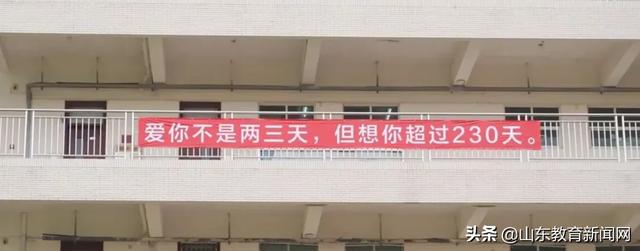 爱你不是两三天，但想你超过230天。
头条 @山东教育新闻网